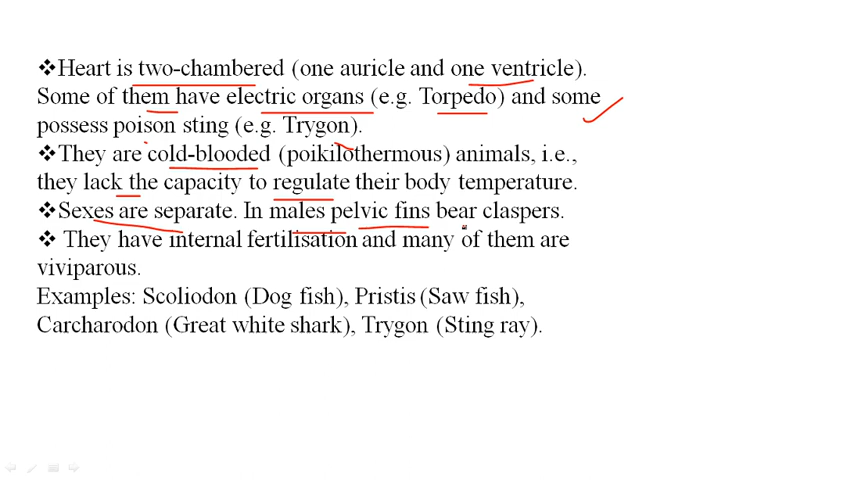 ❖Heart is two-chambered (one auricle and one ventricle).
Some of them have electric organs (e.g. Torpedo) and some
possess poison sting (e.g. Trygon).
❖They are cold-blooded (poikilothermous) animals, i.e.,
they lack the capacity to regulate their body temperature.
❖Sexes are separate. In males pelvic fins bear claspers.
❖ They have internal fertilisation and many of them are
viviparous.
Examples: Scoliodon (Dog fish), Pristis (Saw fish),
Carcharodon (Great white shark), Trygon (Sting ray).